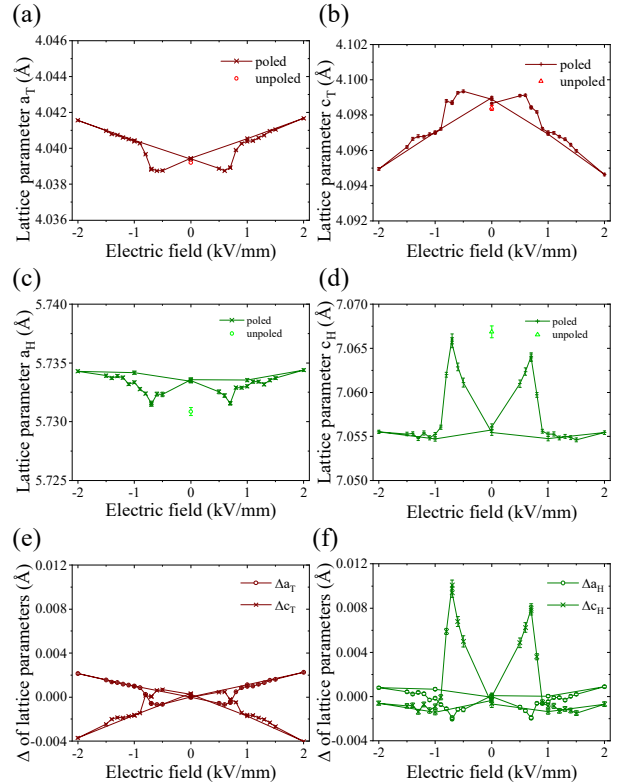 (a)
4.046
4.044
4.042
4.040
4.038
4.036
Lattice parameter a_T (Å)
poled
unpoled
-2 -1 0 1 2
Electric field (kV/mm)
(b)
4.102
4.100
4.098
4.096
4.094
4.092
Lattice parameter c_T (Å)
poled
unpoled
-2 -1 0 1 2
Electric field (kV/mm)
(c)
5.740
5.735
5.730
5.725
Lattice parameter a_H (Å)
poled
unpoled
-2 -1 0 1 2
Electric field (kV/mm)
(d)
7.070
7.065
7.060
7.055
7.050
Lattice parameter c_H (Å)
poled
unpoled
-2 -1 0 1 2
Electric field (kV/mm)
(e)
0.012
0.008
0.004
0.000
-0.004
Δ of lattice parameters (Å)
Δa_T
Δc_T
-2 -1 0 1 2
Electric field (kV/mm)
(f)
0.012
0.008
0.004
0.000
-0.004
Δ of lattice parameters (Å)
Δa_H
Δc_H
-2 -1 0 1 2
Electric field (kV/mm)